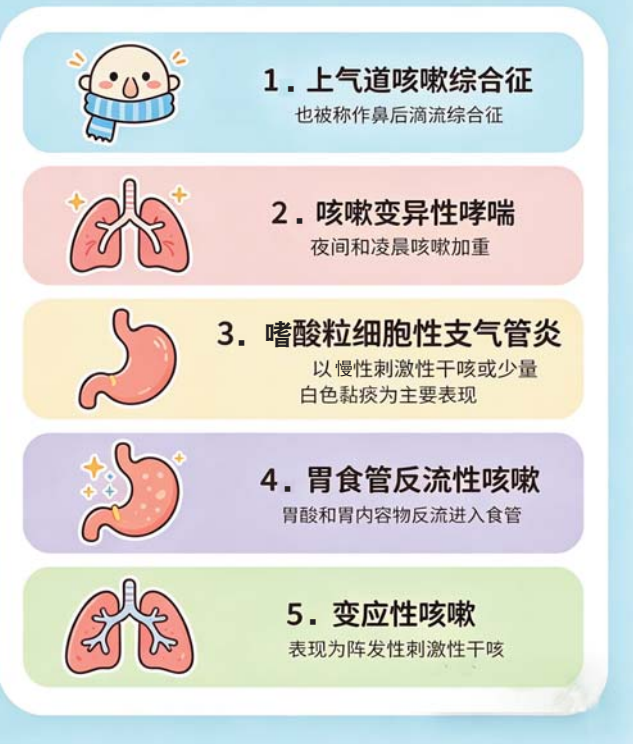 1. 上气道咳嗽综合征
也被称作鼻后滴流综合征
2. 咳嗽变异性哮喘
夜间和凌晨咳嗽加重
3. 嗜酸粒细胞性支气管炎
以慢性刺激性干咳或少量
白色黏痰为主要表现
4. 胃食管反流性咳嗽
胃酸和胃内容物反流进入食管
5. 变应性咳嗽
表现为阵发性刺激性干咳